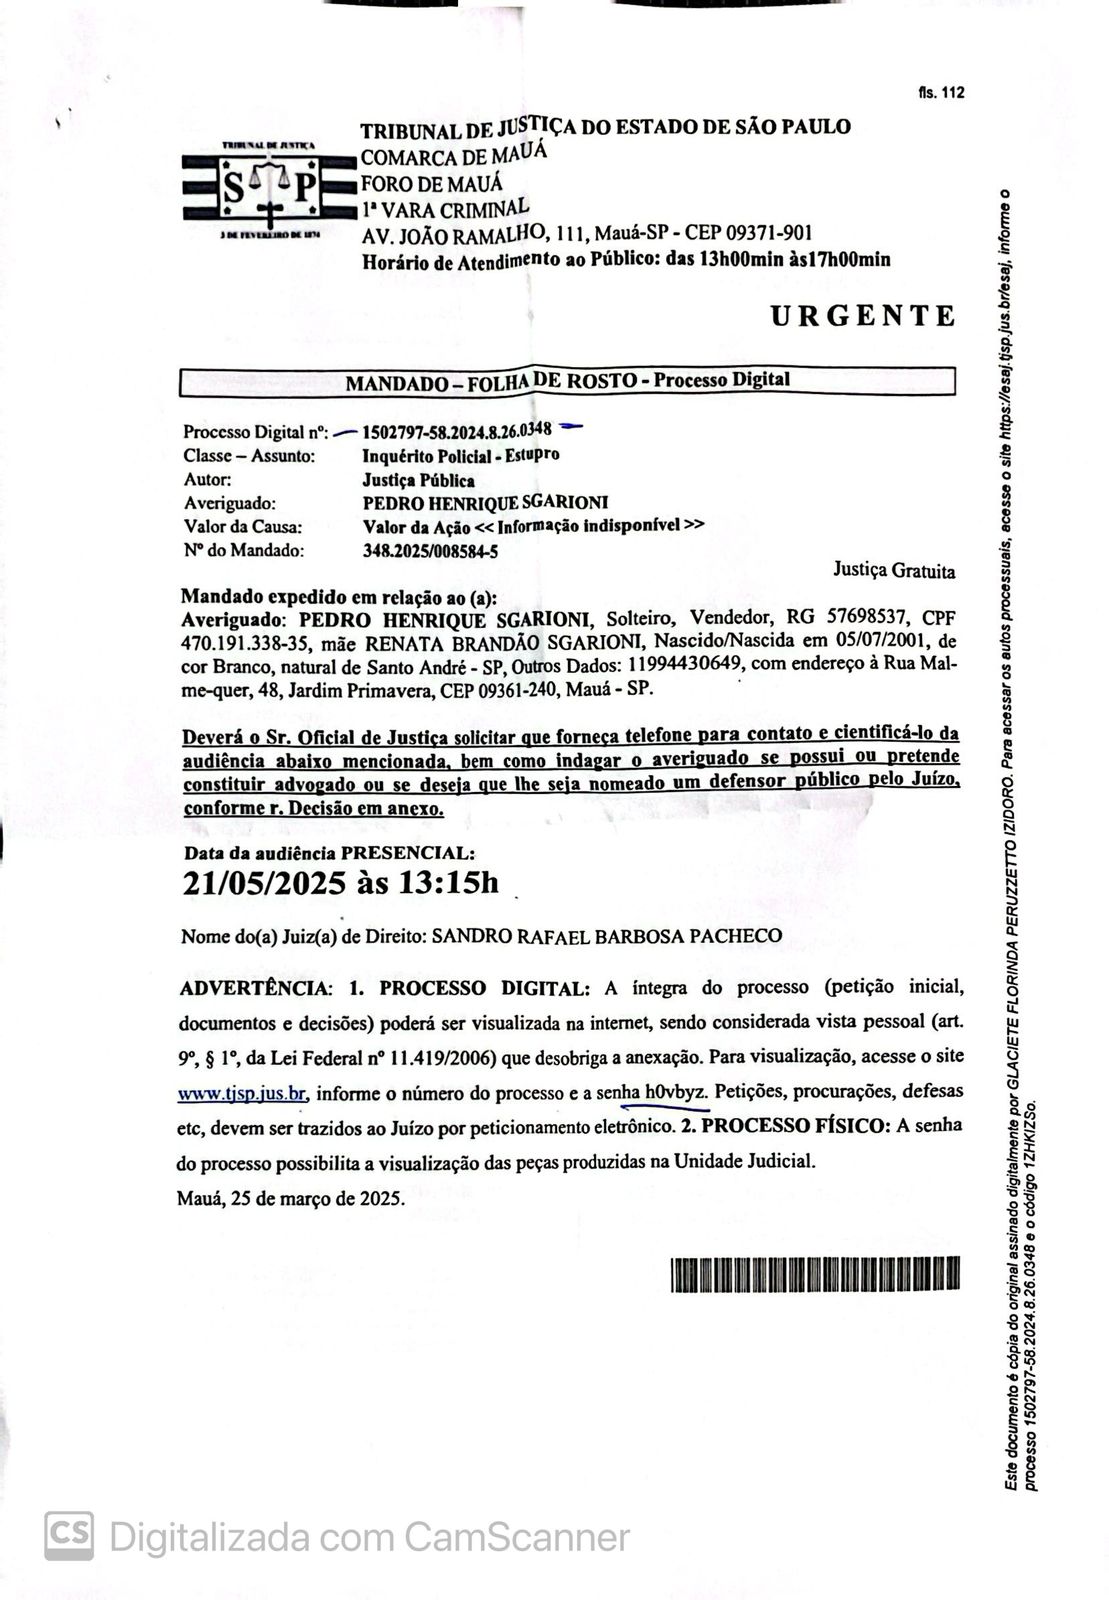 fls. 112
TRIBUNAL DE JUSTIÇA
S P
3 DE FEVEREIRO DE 1874
TRIBUNAL DE JUSTIÇA DO ESTADO DE SÃO PAULO
COMARCA DE MAUÁ
FORO DE MAUÁ
1ª VARA CRIMINAL
AV. JOÃO RAMALHO, 111, Mauá-SP - CEP 09371-901
Horário de Atendimento ao Público: das 13h00min às17h00min
URGENTE
MANDADO – FOLHA DE ROSTO - Processo Digital
Processo Digital nº: 1502797-58.2024.8.26.0348
Classe – Assunto: Inquérito Policial - Estupro
Autor: Justiça Pública
Averiguado: PEDRO HENRIQUE SGARIONI
Valor da Causa: Valor da Ação << Informação indisponível >>
Nº do Mandado: 348.2025/008584-5
Justiça Gratuita
Mandado expedido em relação ao (a):
Averiguado: PEDRO HENRIQUE SGARIONI, Solteiro, Vendedor, RG 57698537, CPF
470.191.338-35, mãe RENATA BRANDÃO SGARIONI, Nascido/Nascida em 05/07/2001, de
cor Branco, natural de Santo André - SP, Outros Dados: 11994430649, com endereço à Rua Mal-
me-quer, 48, Jardim Primavera, CEP 09361-240, Mauá - SP.
Deverá o Sr. Oficial de Justiça solicitar que forneça telefone para contato e cientificá-lo da
audiência abaixo mencionada, bem como indagar o averiguado se possui ou pretende
constituir advogado ou se deseja que lhe seja nomeado um defensor público pelo Juízo,
conforme r. Decisão em anexo.
Data da audiência PRESENCIAL:
21/05/2025 às 13:15h
Nome do(a) Juiz(a) de Direito: SANDRO RAFAEL BARBOSA PACHECO
ADVERTÊNCIA: 1. PROCESSO DIGITAL: A íntegra do processo (petição inicial,
documentos e decisões) poderá ser visualizada na internet, sendo considerada vista pessoal (art.
9º, § 1º, da Lei Federal nº 11.419/2006) que desobriga a anexação. Para visualização, acesse o site
www.tjsp.jus.br, informe o número do processo e a senha h0vbyz. Petições, procurações, defesas
etc, devem ser trazidos ao Juízo por peticionamento eletrônico. 2. PROCESSO FÍSICO: A senha
do processo possibilita a visualização das peças produzidas na Unidade Judicial.
Mauá, 25 de março de 2025.
Este documento é cópia do original assinado digitalmente por GLACIETE FLORINDA PERUZZETTO IZIDORO. Para acessar os autos processuais, acesse o site https://esaj.tjsp.jus.br/esaj, informe o
processo 1502797-58.2024.8.26.0348 e o código 1ZHKIZSo.
CS Digitalizada com CamScanner